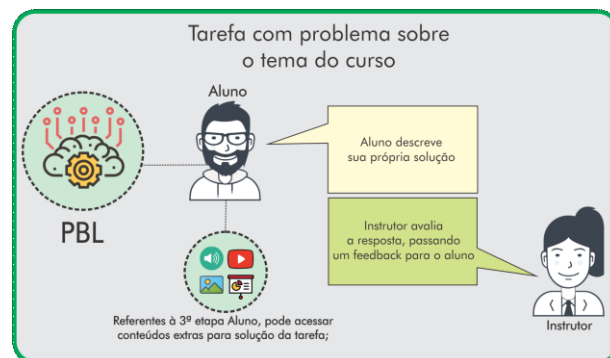 Tarefa com problema sobre
o tema do curso
Aluno
Aluno descreve
sua própria solução
PBL
Instrutor avalia
a resposta, passando
um feedback para o aluno
Referentes à 3ª etapa Aluno, pode acessar
conteúdos extras para solução da tarefa;
Instrutor